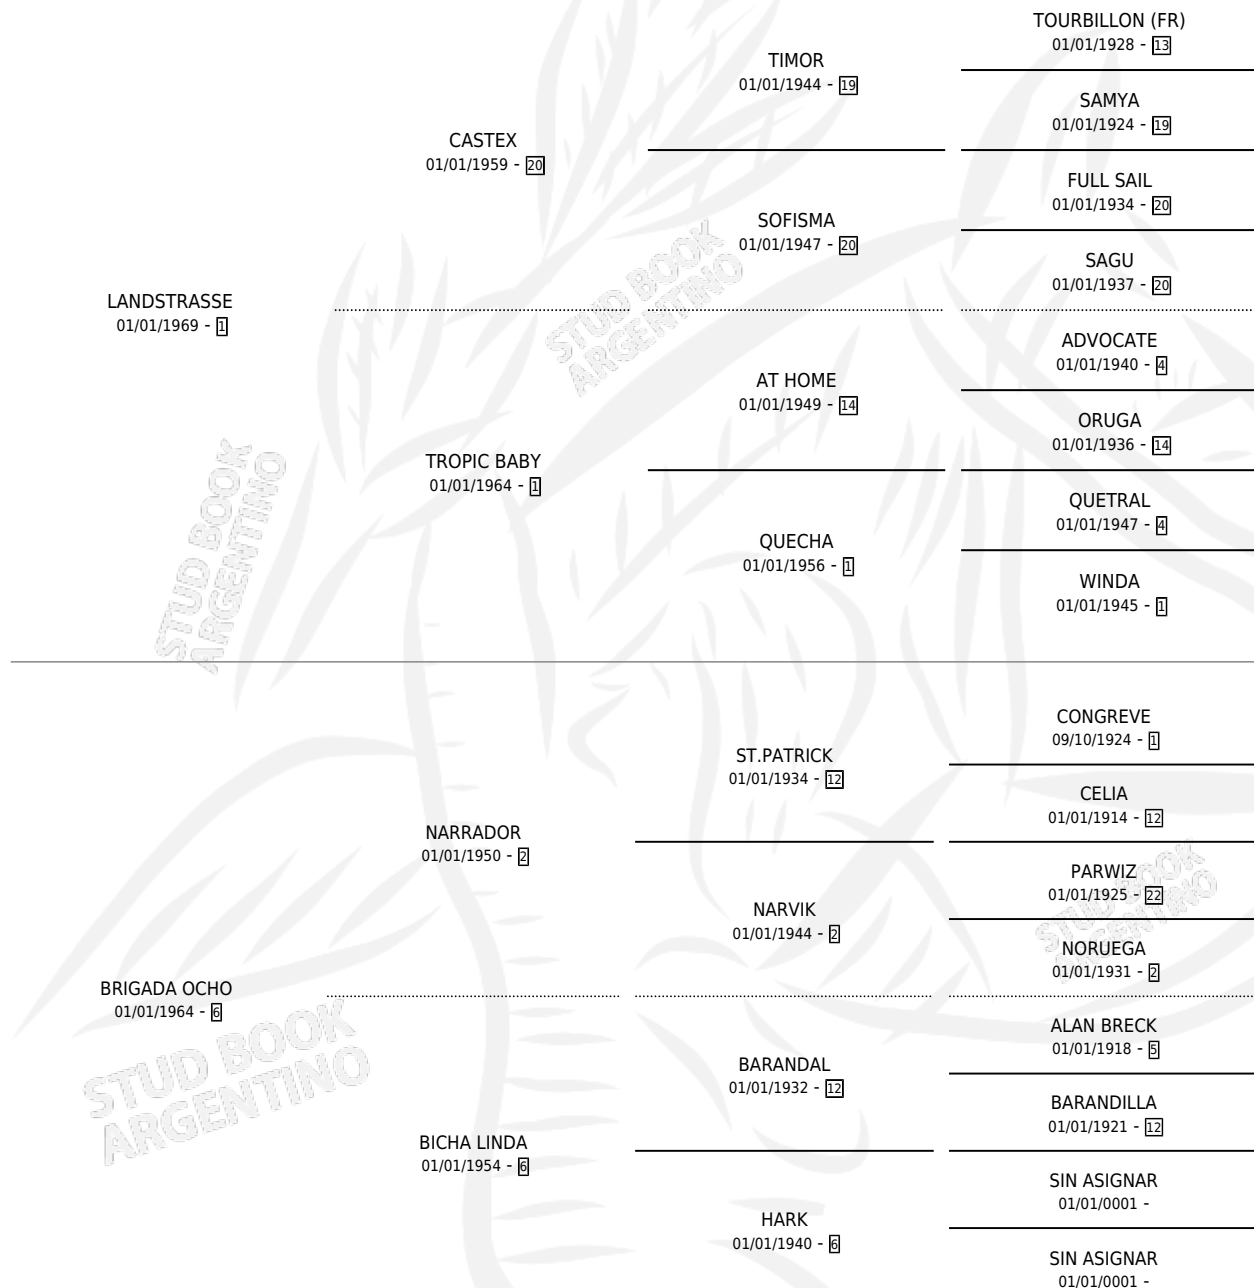 LANDSTRASSE
01/01/1969 - 1
CASTEX
01/01/1959 - 20
TIMOR
01/01/1944 - 19
TOURBILLON (FR)
01/01/1928 - 13
SAMYA
01/01/1924 - 19
SOFISMA
01/01/1947 - 20
FULL SAIL
01/01/1934 - 20
SAGU
01/01/1937 - 20
TROPIC BABY
01/01/1964 - 1
AT HOME
01/01/1949 - 14
ADVOCATE
01/01/1940 - 4
ORUGA
01/01/1936 - 14
QUECHA
01/01/1956 - 1
QUETRAL
01/01/1947 - 4
WINDA
01/01/1945 - 1
BRIGADA OCHO
01/01/1964 - 6
NARRADOR
01/01/1950 - 2
ST.PATRICK
01/01/1934 - 12
CONGREVE
09/10/1924 - 1
CELIA
01/01/1914 - 12
NARVIK
01/01/1944 - 2
PARWIZ
01/01/1925 - 22
NORUEGA
01/01/1931 - 2
BICHA LINDA
01/01/1954 - 6
BARANDAL
01/01/1932 - 12
ALAN BRECK
01/01/1918 - 5
BARANDILLA
01/01/1921 - 12
HARK
01/01/1940 - 6
SIN ASIGNAR
01/01/0001 -
SIN ASIGNAR
01/01/0001 -
STUD BOOK
ARGENTINO
STUD BOOK
ARGENTINO
STUD BOOK
ARGENTINO
STUD BOOK
ARGENTINO